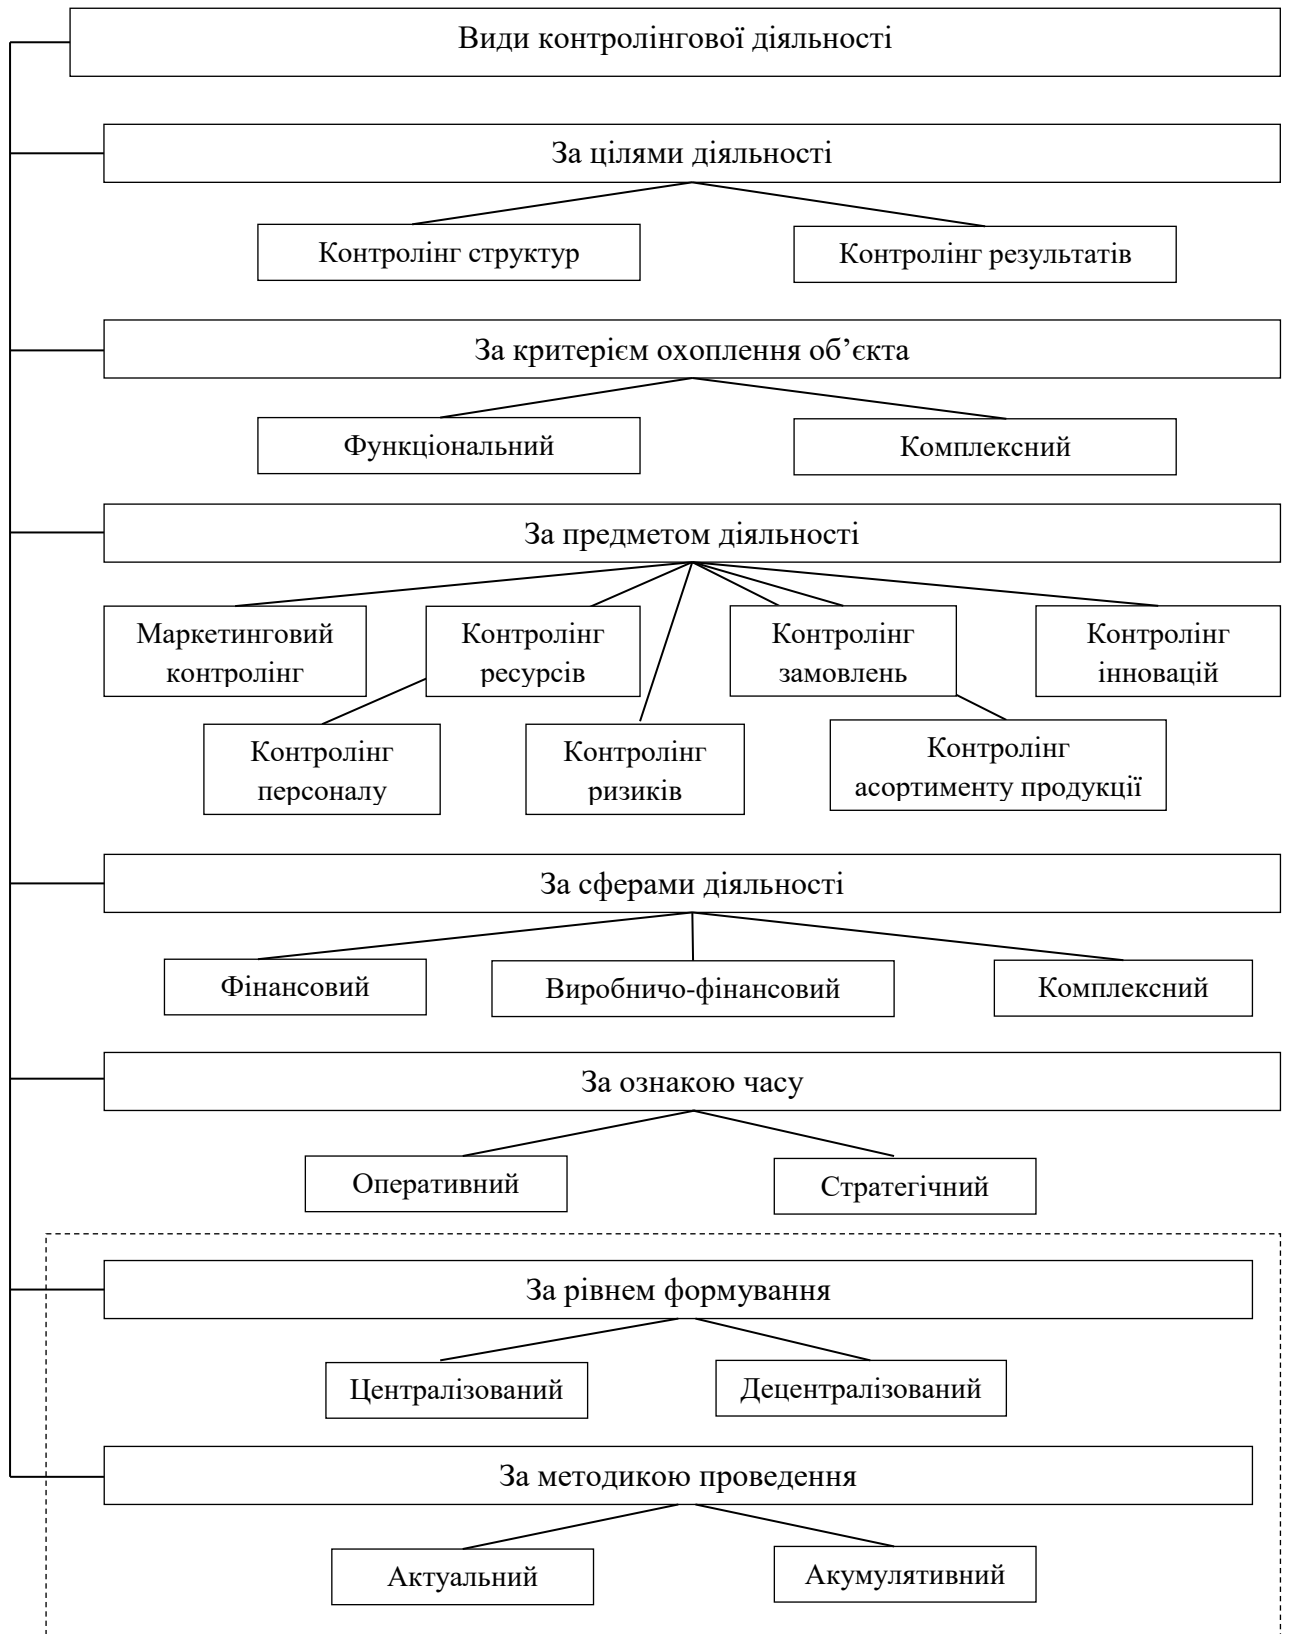 Види контролінгової діяльності
За цілями діяльності
Контролінг структур
Контролінг результатів
За критерієм охоплення об’єкта
Функціональний
Комплексний
За предметом діяльності
Маркетинговий
контролінг
Контролінг
ресурсів
Контролінг
замовлень
Контролінг
інновацій
Контролінг
персоналу
Контролінг
ризиків
Контролінг
асортименту продукції
За сферами діяльності
Фінансовий
Виробничо-фінансовий
Комплексний
За ознакою часу
Оперативний
Стратегічний
За рівнем формування
Централізований
Децентралізований
За методикою проведення
Актуальний
Акумулятивний